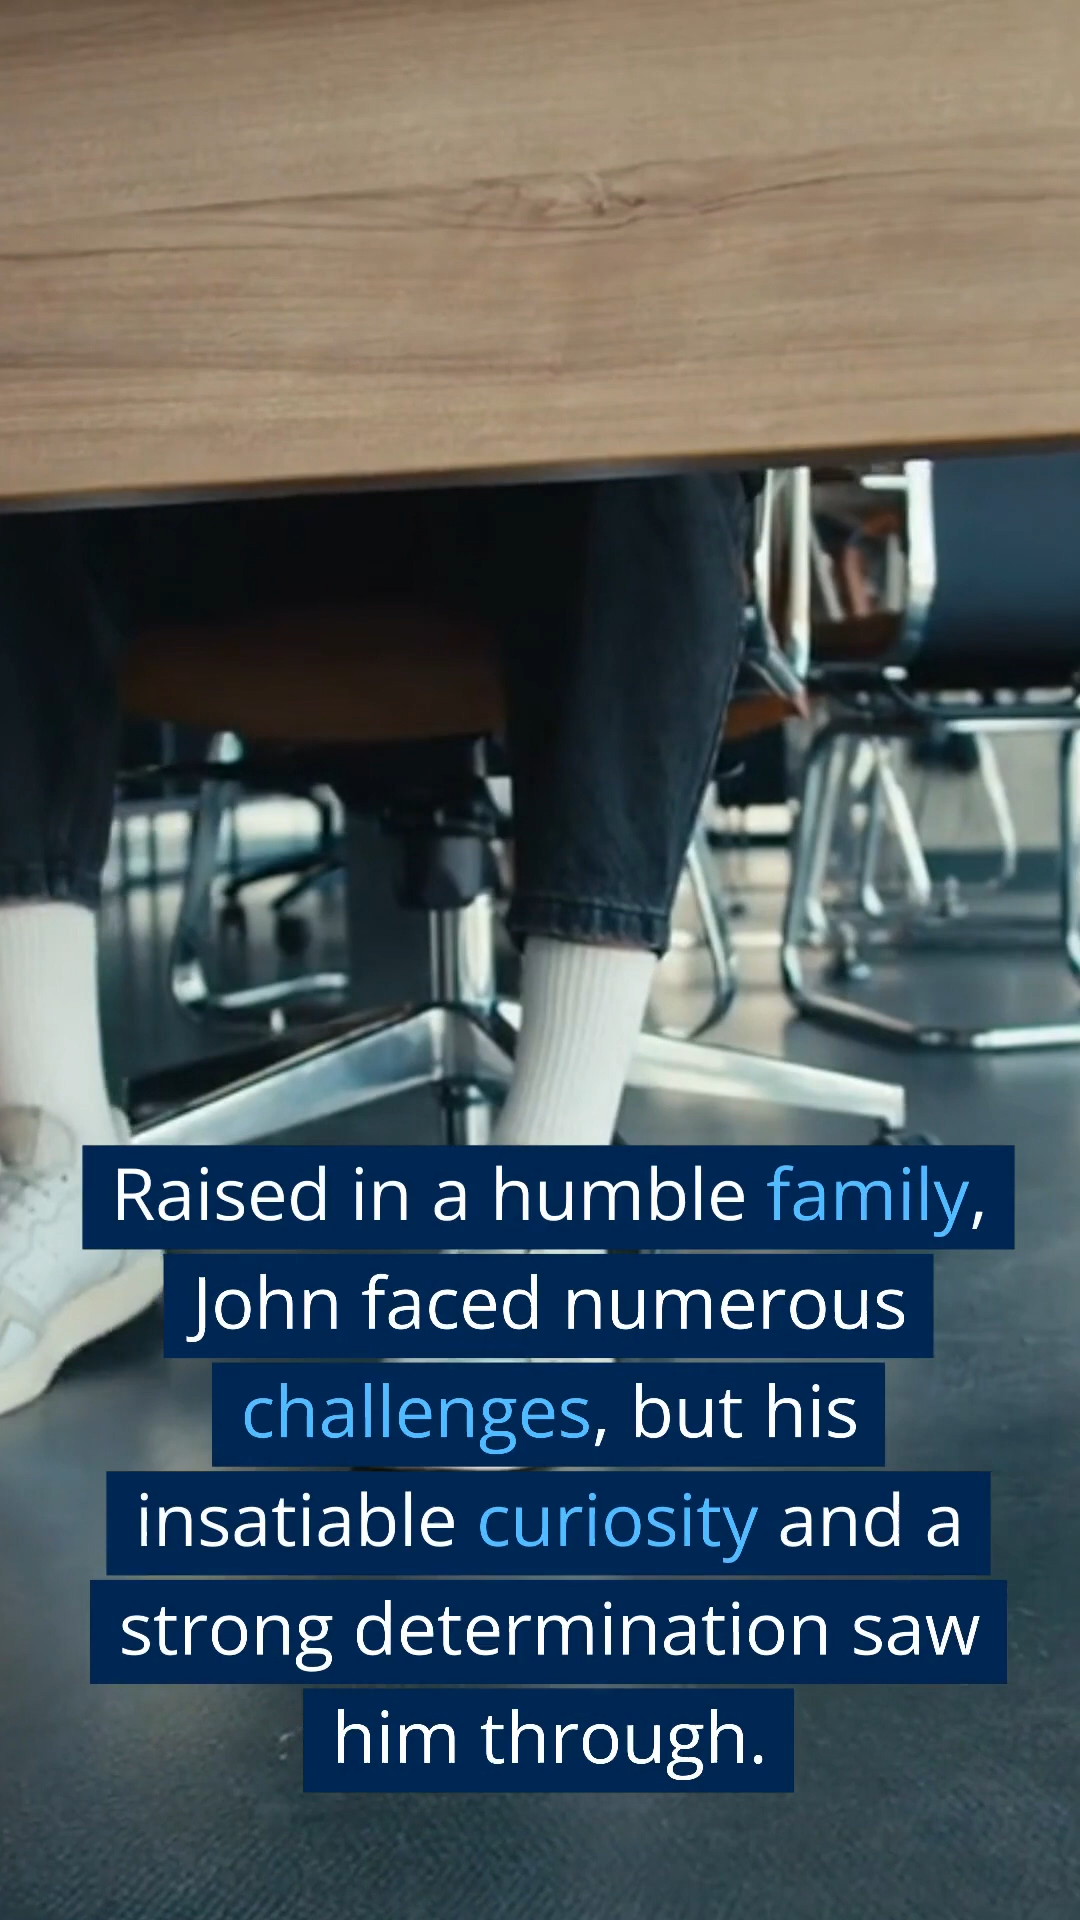 Raised in a humble family,
John faced numerous
challenges, but his
insatiable curiosity and a
strong determination saw
him through.